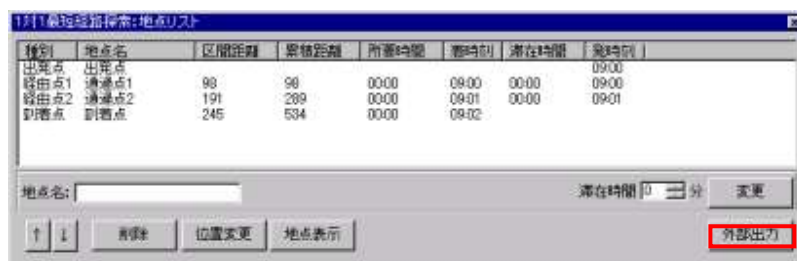 1対1最短経路探索:地点リスト
種別 地点名 区間距離 累積距離 所要時間 着時刻 滞在時間 発時刻
出発点 出発点 09:00
経由点1 通過点1 98 98 00:00 09:00 00:00 09:00
経由点2 通過点2 191 289 00:00 09:01 00:00 09:01
到着点 到着点 245 534 00:00 09:02
地点名: 滞在時間 0 分 変更
↑ ↓ 削除 位置変更 地点表示 外部出力